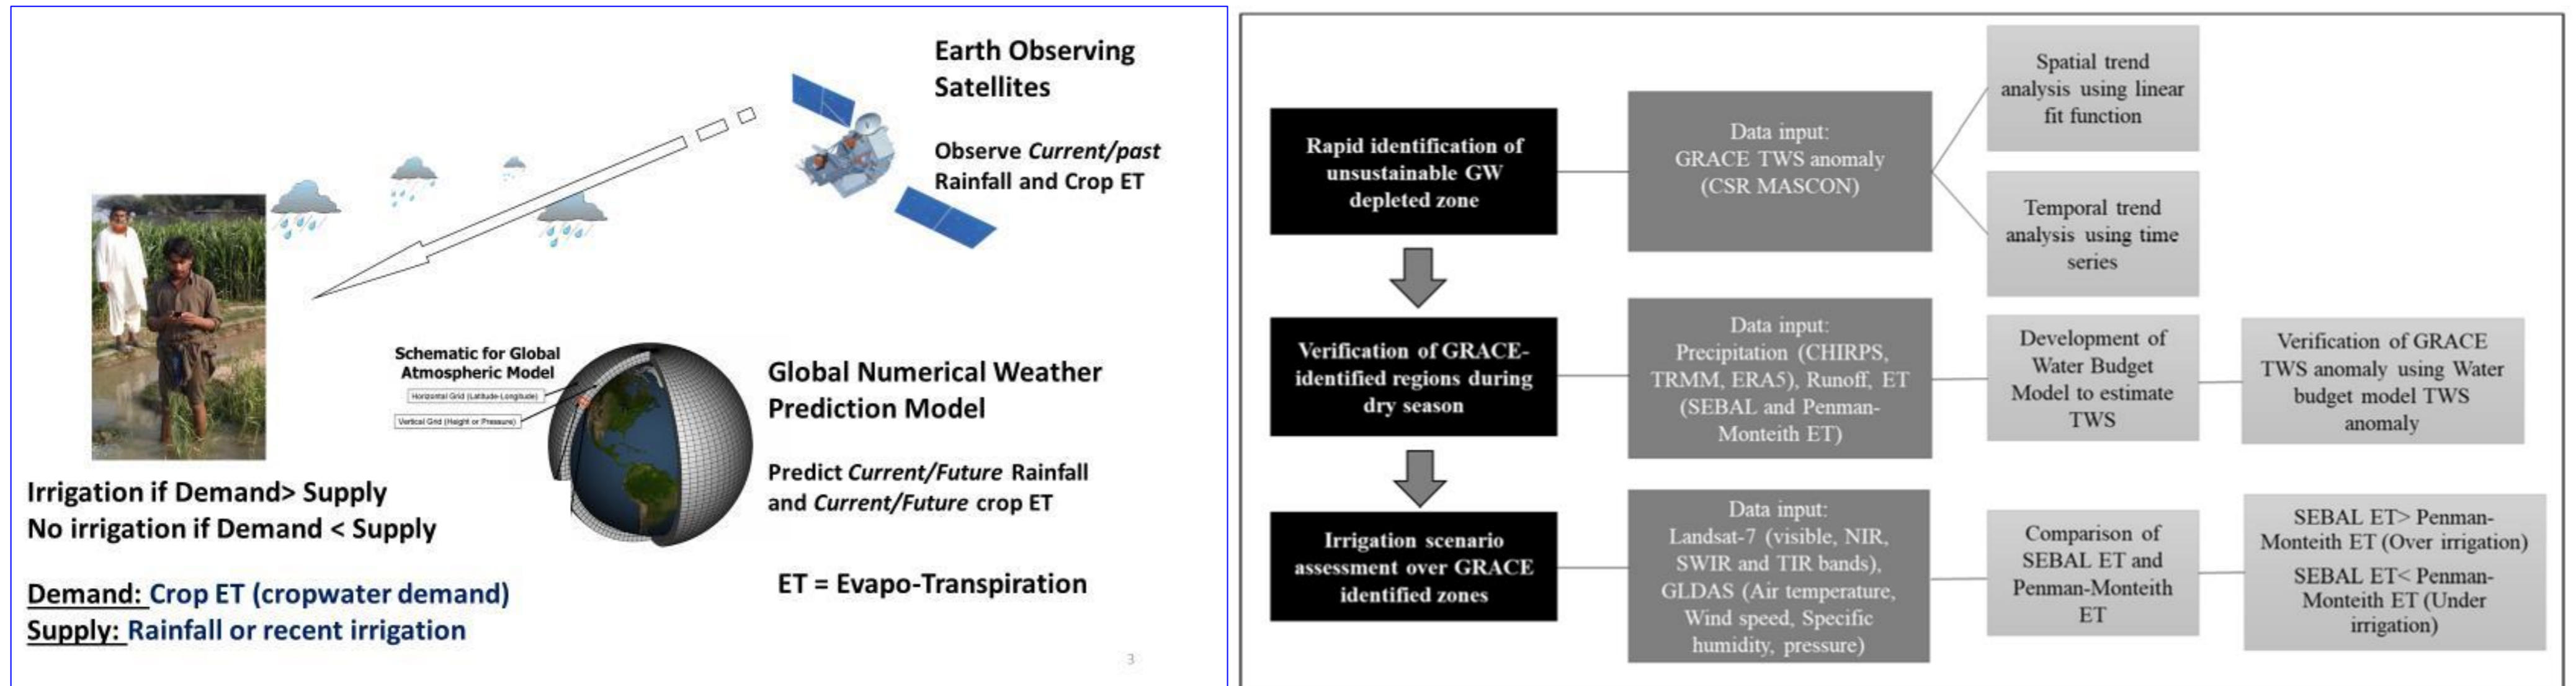 Earth Observing
Satellites
Observe Current/past
Rainfall and Crop ET
Schematic for Global
Atmospheric Model
Horizontal Grid (Latitude-Longitude)
Vertical Grid (Height or Pressure)
Global Numerical Weather
Prediction Model
Predict Current/Future Rainfall
and Current/Future crop ET
ET = Evapo-Transpiration
Irrigation if Demand> Supply
No irrigation if Demand < Supply
Demand: Crop ET (cropwater demand)
Supply: Rainfall or recent irrigation
3
Rapid identification of
unsustainable GW
depleted zone
Data input:
GRACE TWS anomaly
(CSR MASCON)
Spatial trend
analysis using linear
fit function
Temporal trend
analysis using time
series
Verification of GRACE-
identified regions during
dry season
Data input:
Precipitation (CHIRPS,
TRMM, ERA5), Runoff, ET
(SEBAL and Penman-
Monteith ET)
Development of
Water Budget
Model to estimate
TWS
Verification of GRACE
TWS anomaly using Water
budget model TWS
anomaly
Irrigation scenario
assessment over GRACE
identified zones
Data input:
Landsat-7 (visible, NIR,
SWIR and TIR bands),
GLDAS (Air temperature,
Wind speed, Specific
humidity, pressure)
Comparison of
SEBAL ET and
Penman-Monteith
ET
SEBAL ET> Penman-
Monteith ET (Over irrigation)
SEBAL ET< Penman-
Monteith ET (Under
irrigation)